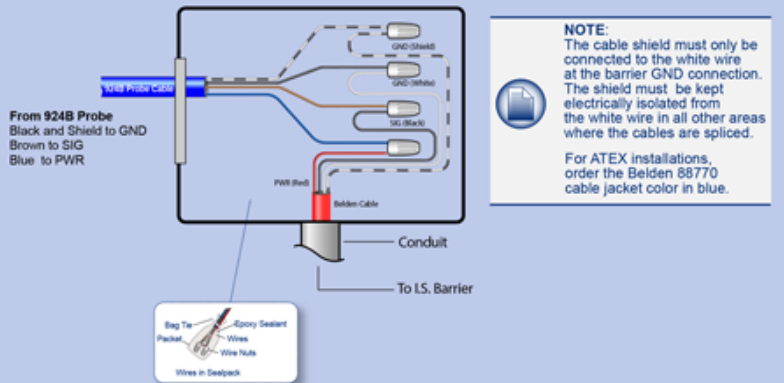 924B Probe Cable
From 924B Probe
Black and Shield to GND
Brown to SIG
Blue to PWR
GND (Shield)
GND (White)
SIG (Black)
PWR (Red)
Belden Cable
Conduit
To I.S. Barrier
Bag Tie
Epoxy Sealant
Packet
Wires
Wire Nuts
Wires in Sealpack
NOTE:
The cable shield must only be
connected to the white wire
at the barrier GND connection.
The shield must be kept
electrically isolated from
the white wire in all other areas
where the cables are spliced.
For ATEX installations,
order the Belden 88770
cable jacket color in blue.